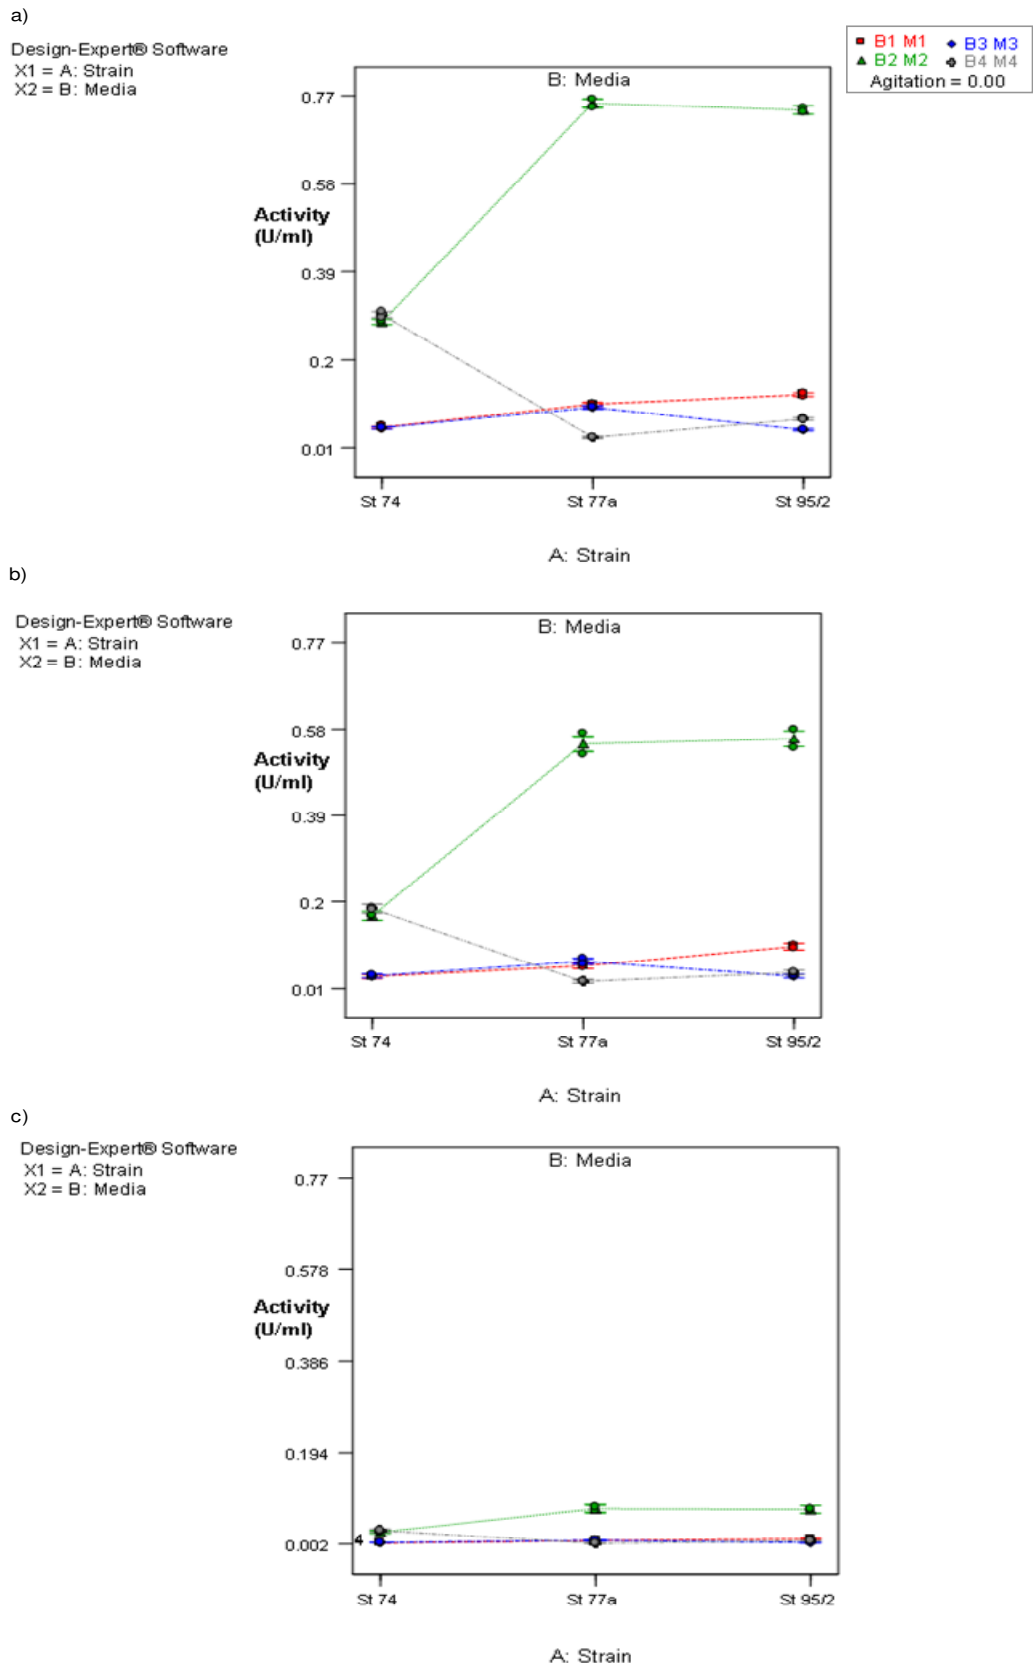 a)
Design-Expert® Software
X1 = A: Strain
X2 = B: Media
B1 M1
B3 M3
B2 M2
B4 M4
Agitation = 0.00
B: Media
0.77
0.58
Activity
(U/ml)
0.39
0.2
0.01
St 74
St 77a
St 95/2
A: Strain
b)
Design-Expert® Software
X1 = A: Strain
X2 = B: Media
B: Media
0.77
0.58
Activity
(U/ml)
0.39
0.2
0.01
St 74
St 77a
St 95/2
A: Strain
c)
Design-Expert® Software
X1 = A: Strain
X2 = B: Media
B: Media
0.77
0.578
Activity
(U/ml)
0.386
0.194
0.002
4
St 74
St 77a
St 95/2
A: Strain